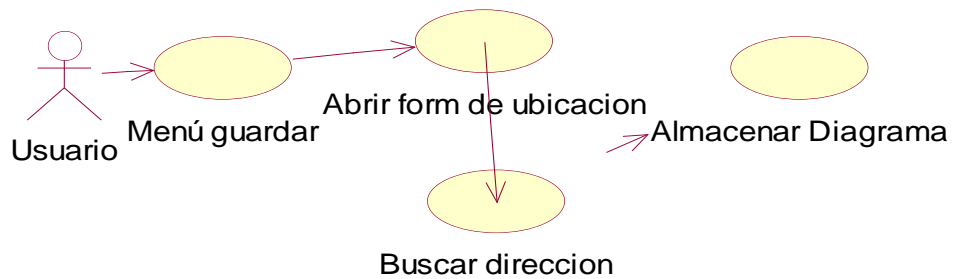 Usuario
Menú guardar
Abrir form de ubicacion
Buscar direccion
Almacenar Diagrama